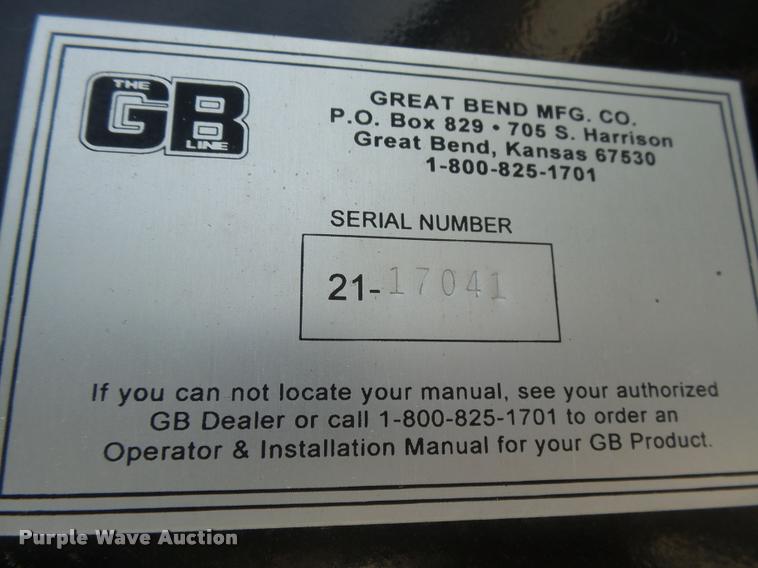 THE
GB
LINE
GREAT BEND MFG. CO.
P.O. Box 829 • 705 S. Harrison
Great Bend, Kansas 67530
1-800-825-1701
SERIAL NUMBER
21-17041
If you can not locate your manual, see your authorized
GB Dealer or call 1-800-825-1701 to order an
Operator & Installation Manual for your GB Product.
Purple Wave Auction